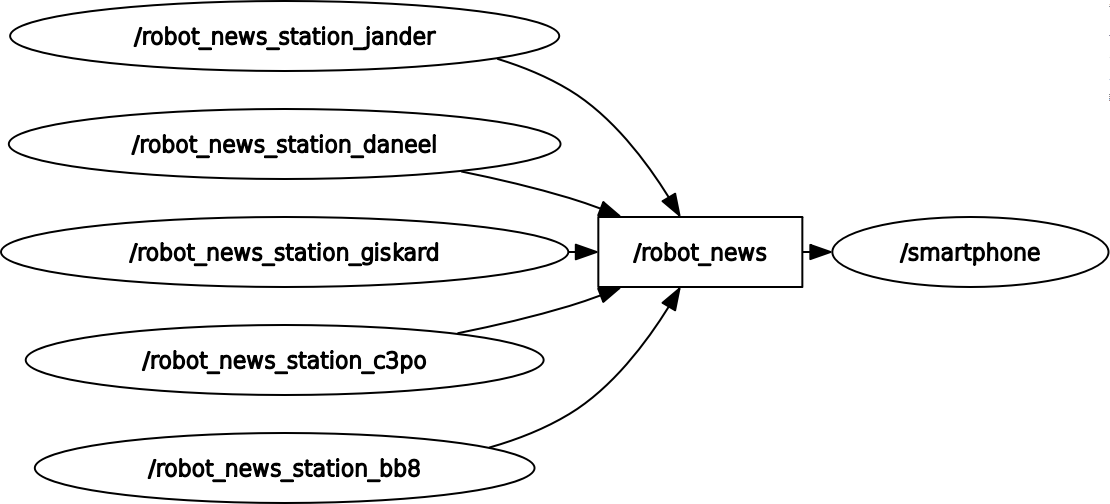 /robot_news_station_jander
/robot_news_station_daneel
/robot_news_station_giskard
/robot_news
/smartphone
/robot_news_station_c3po
/robot_news_station_bb8